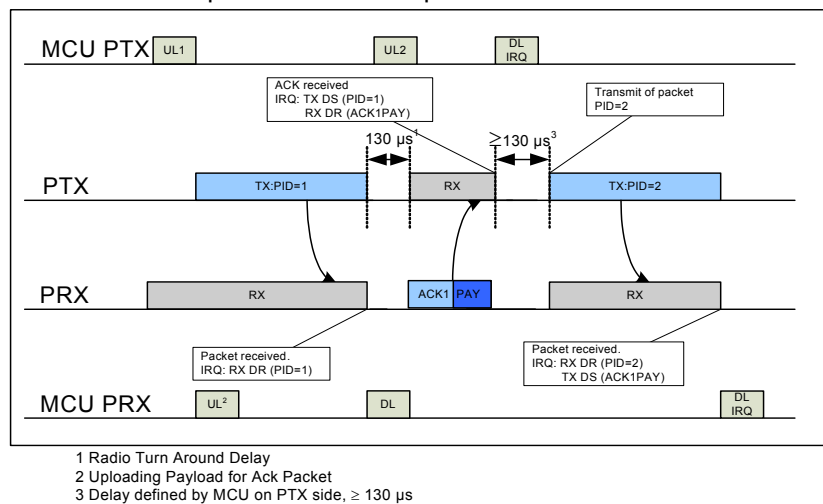 MCU PTX
UL1
UL2
DL
IRQ
ACK received
IRQ: TX DS (PID=1)
RX DR (ACK1PAY)
Transmit of packet
PID=2
130 µs1
≥130 µs3
PTX
TX:PID=1
RX
TX:PID=2
PRX
RX
ACK1 PAY
RX
Packet received.
IRQ: RX DR (PID=1)
Packet received.
IRQ: RX DR (PID=2)
TX DS (ACK1PAY)
MCU PRX
UL2
DL
DL
IRQ
1 Radio Turn Around Delay
2 Uploading Payload for Ack Packet
3 Delay defined by MCU on PTX side, ≥ 130 µs